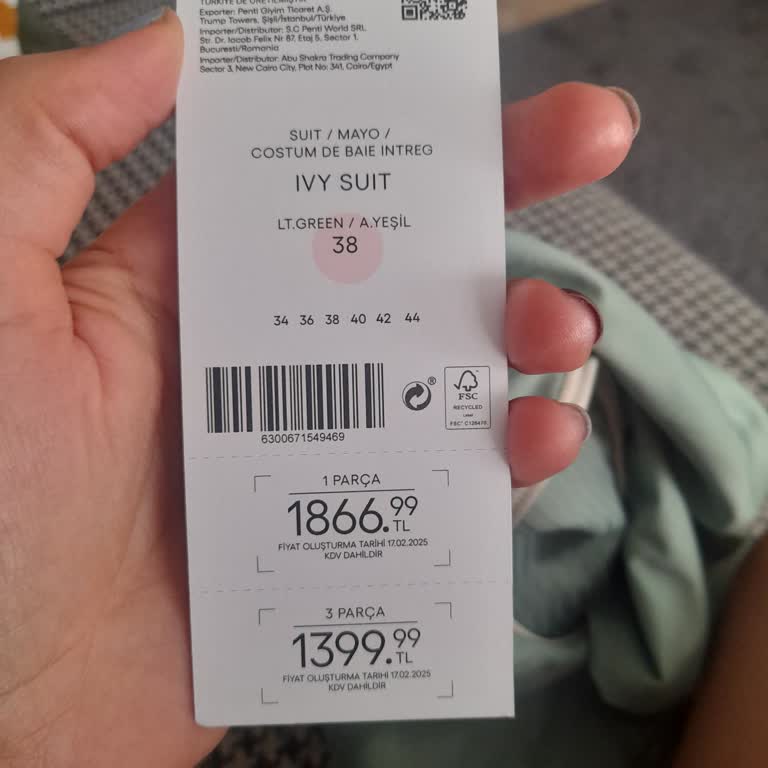 Exporter: Penti Giyim Ticaret A.Ş.
Trump Towers, Şişli/İstanbul/Türkiye
Importer/Distributor: S.C Penti World SRL
Str. Dr. Iacob Felix Nr 87, Etaj 5, Sector 1,
Bucuresti/Romania
Importer/Distributor: Abu Shakra Trading Company
Sector 3, New Cairo City, Plot No: 341, Cairo/Egypt
SUIT / MAYO /
COSTUM DE BAIE INTREG
IVY SUIT
LT.GREEN / A.YEŞİL
38
34 36 38 40 42 44
®
FSC
RECYCLED
6300671549469
1 PARÇA
1866.99
TL
FİYAT OLUŞTURMA TARİHİ 17.02.2025
KDV DAHİLDİR
3 PARÇA
1399.99
TL
FİYAT OLUŞTURMA TARİHİ 17.02.2025
KDV DAHİLDİR